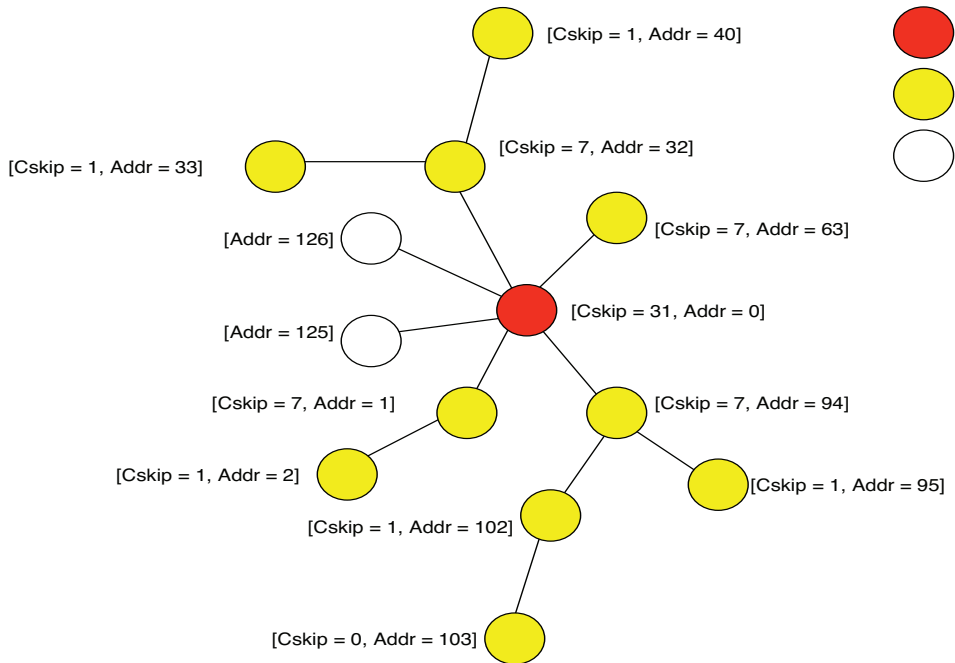 [Cskip = 1, Addr = 40]
[Cskip = 7, Addr = 32]
[Cskip = 1, Addr = 33]
[Cskip = 7, Addr = 63]
[Addr = 126]
[Cskip = 31, Addr = 0]
[Addr = 125]
[Cskip = 7, Addr = 1]
[Cskip = 7, Addr = 94]
[Cskip = 1, Addr = 2]
[Cskip = 1, Addr = 95]
[Cskip = 1, Addr = 102]
[Cskip = 0, Addr = 103]